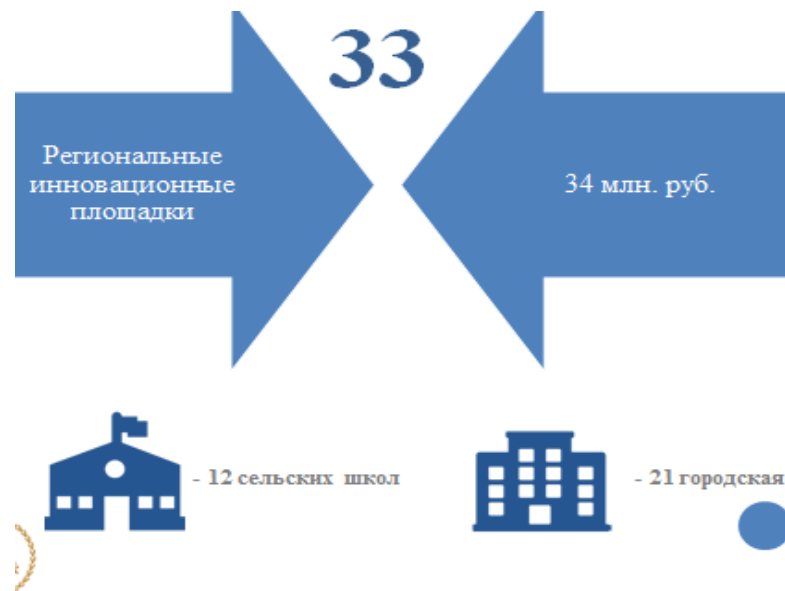 33
Региональные
инновационные
площадки
34 млн. руб.
- 12 сельских школ
- 21 городская